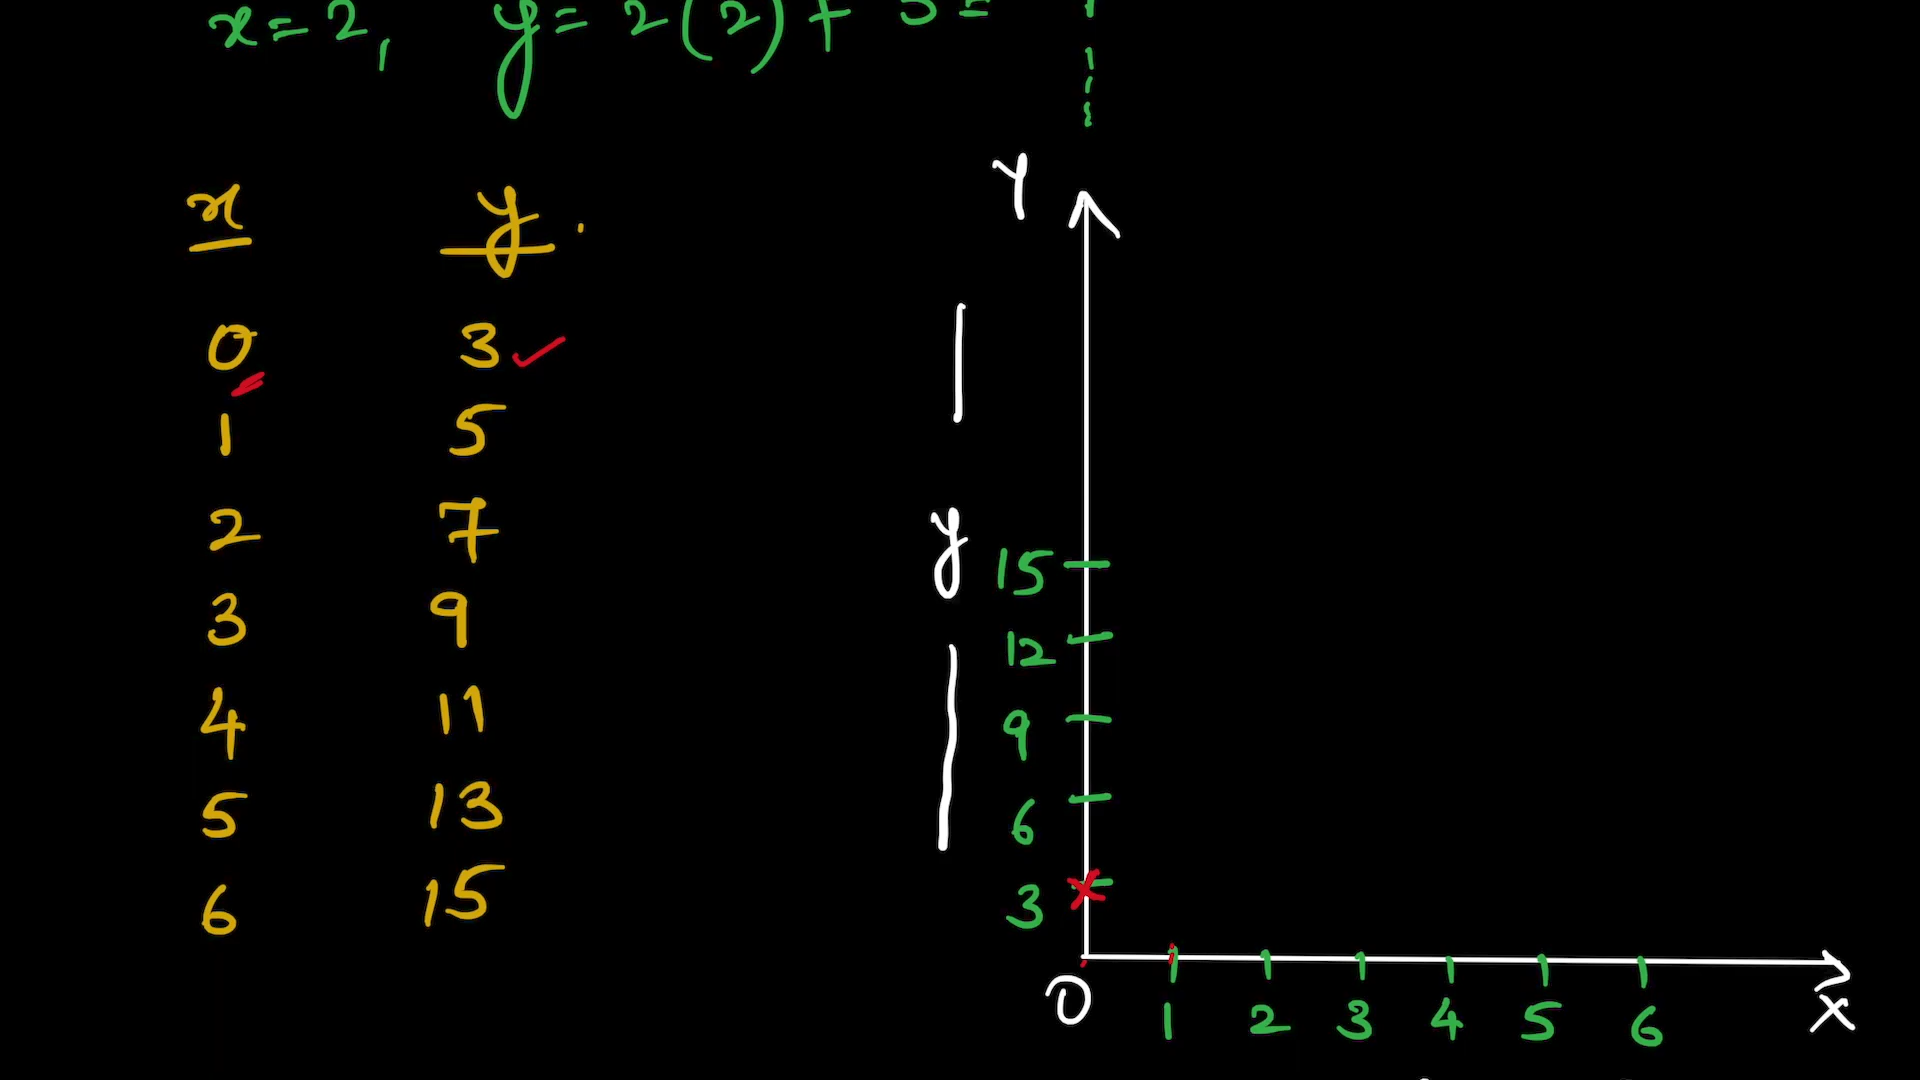 x = 2, y = 2(2) + 3 = 7
x y
0 3
1 5
2 7
3 9
4 11
5 13
6 15
Y
y
15
12
9
6
3
0 1 2 3 4 5 6 X